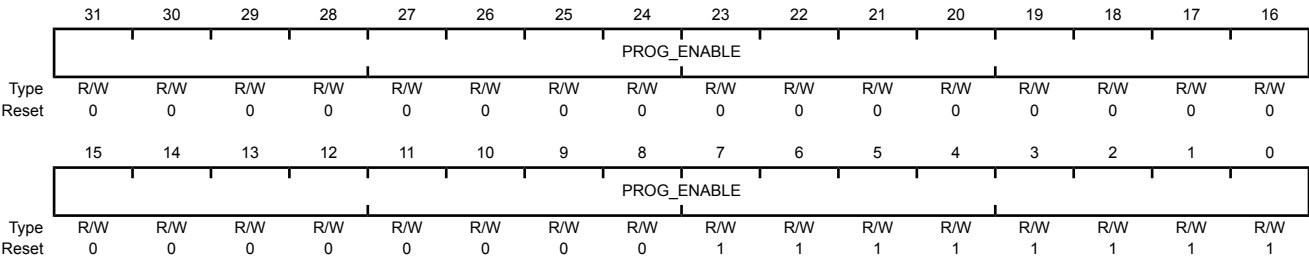 31 30 29 28 27 26 25 24 23 22 21 20 19 18 17 16
PROG_ENABLE
Type R/W R/W R/W R/W R/W R/W R/W R/W R/W R/W R/W R/W R/W R/W R/W R/W
Reset 0 0 0 0 0 0 0 0 0 0 0 0 0 0 0 0
15 14 13 12 11 10 9 8 7 6 5 4 3 2 1 0
PROG_ENABLE
Type R/W R/W R/W R/W R/W R/W R/W R/W R/W R/W R/W R/W R/W R/W R/W R/W
Reset 0 0 0 0 0 0 0 0 1 1 1 1 1 1 1 1